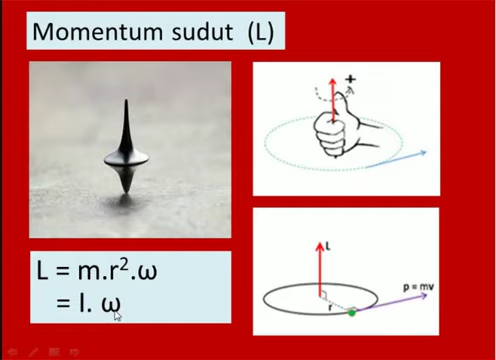 Momentum sudut (L)
+
L = m.r².ω
= I. ω
L
r
p = mv